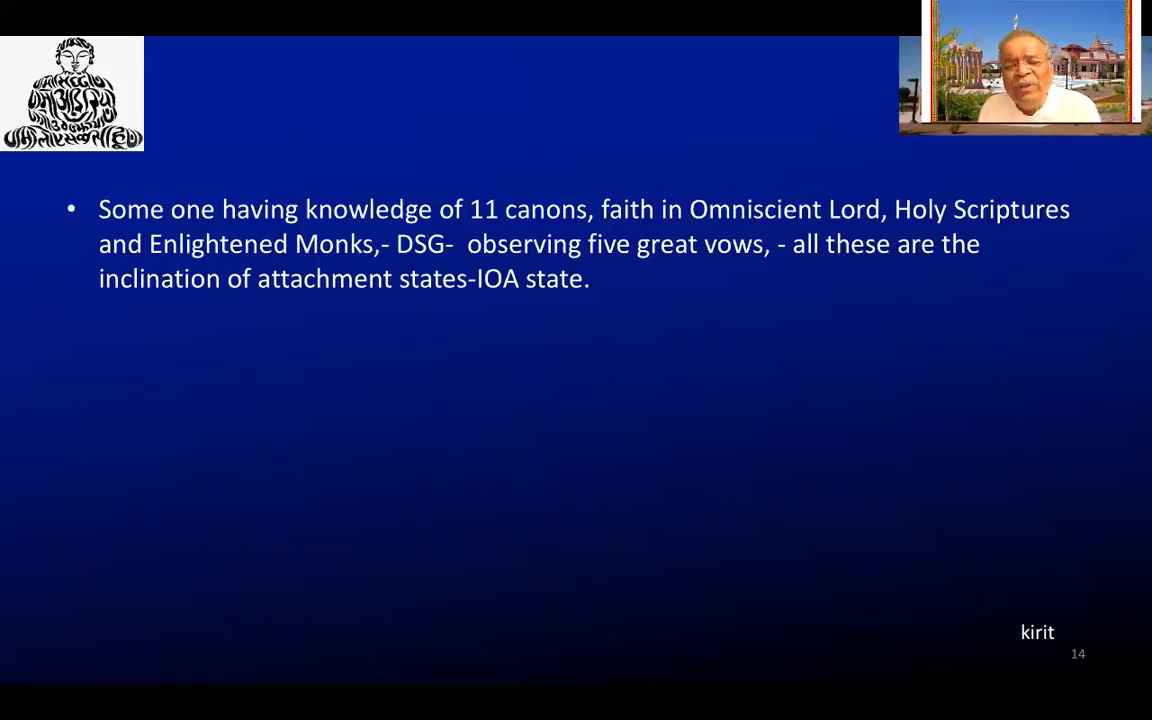 • Some one having knowledge of 11 canons, faith in Omniscient Lord, Holy Scriptures
and Enlightened Monks,- DSG-  observing five great vows, - all these are the
inclination of attachment states-IOA state.
kirit
14